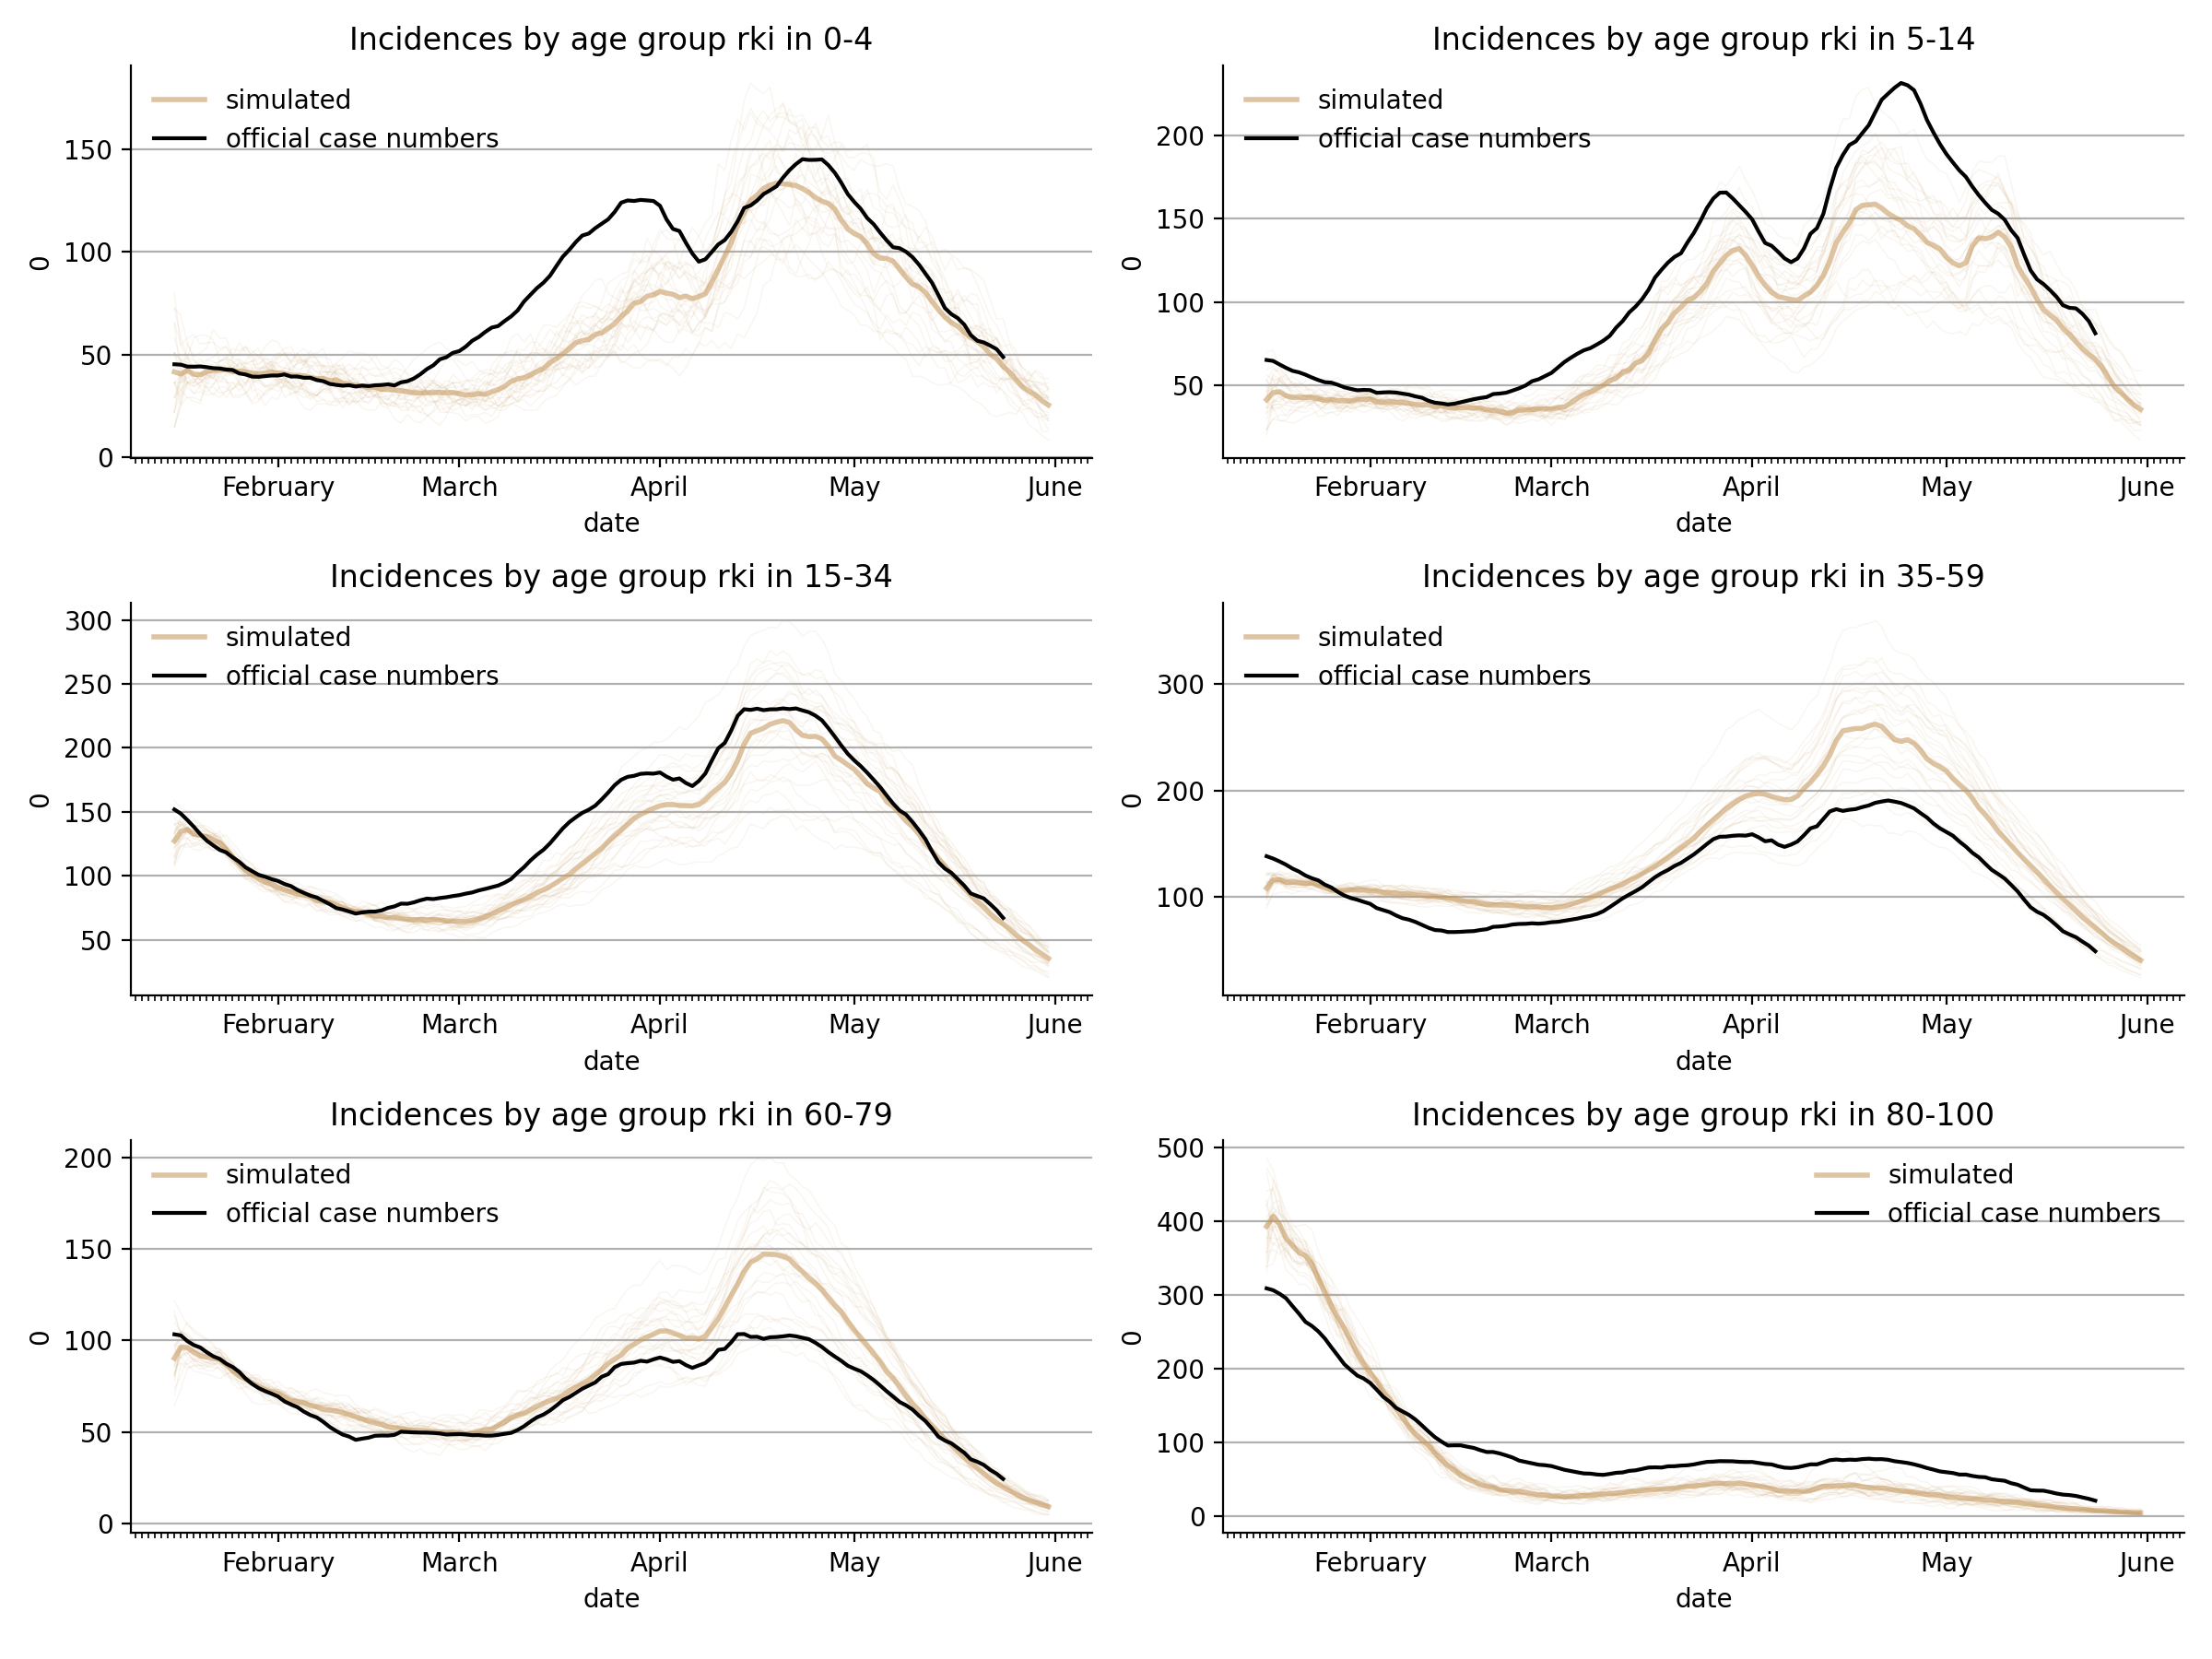 Incidences by age group rki in 0-4
simulated
official case numbers
150
100
50
0
0
February March April May June
date
Incidences by age group rki in 5-14
simulated
official case numbers
200
150
100
50
0
February March April May June
date
Incidences by age group rki in 15-34
simulated
official case numbers
300
250
200
150
100
50
0
February March April May June
date
Incidences by age group rki in 35-59
simulated
official case numbers
300
200
100
0
February March April May June
date
Incidences by age group rki in 60-79
simulated
official case numbers
200
150
100
50
0
0
February March April May June
date
Incidences by age group rki in 80-100
simulated
official case numbers
500
400
300
200
100
0
0
February March April May June
date